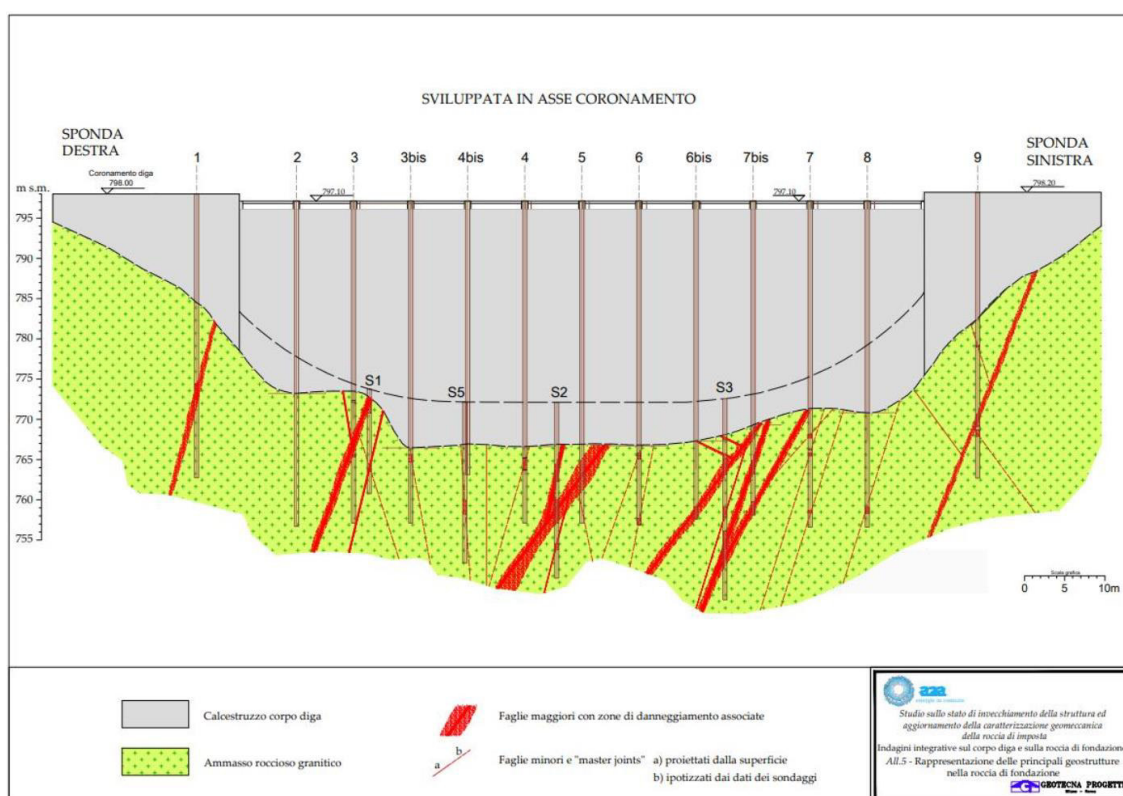 SVILUPPATA IN ASSE CORONAMENTO
SPONDA
DESTRA
SPONDA
SINISTRA
1 2 3 3bis 4bis 4 5 6 6bis 7bis 7 8 9
Coronamento diga
798.00
797.10
797.10
798.20
m s.m.
795
790
785
780
775
770
765
760
755
S1
S5
S2
S3
Scala grafica
0 5 10m
Calcestruzzo corpo diga
Ammasso roccioso granitico
Faglie maggiori con zone di danneggiamento associate
a b
Faglie minori e "master joints" a) proiettati dalla superficie
b) ipotizzati dai dati dei sondaggi
a2a
Studio sullo stato di invecchiamento della struttura ed
aggiornamento della caratterizzazione geomeccanica
della roccia di imposta
Indagini integrative sul corpo diga e sulla roccia di fondazione
All.5 - Rappresentazione delle principali geostrutture
nella roccia di fondazione
GEOTECNA PROGETTI